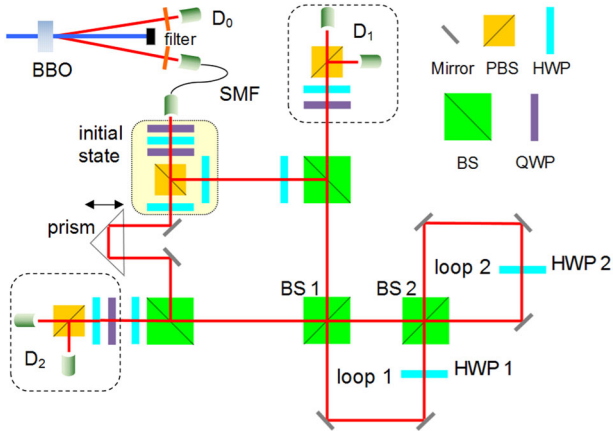 D0
BBO
filter
SMF
initial
state
prism
D1
Mirror PBS HWP
BS QWP
loop 2 HWP 2
BS 1 BS 2
D2
loop 1 HWP 1